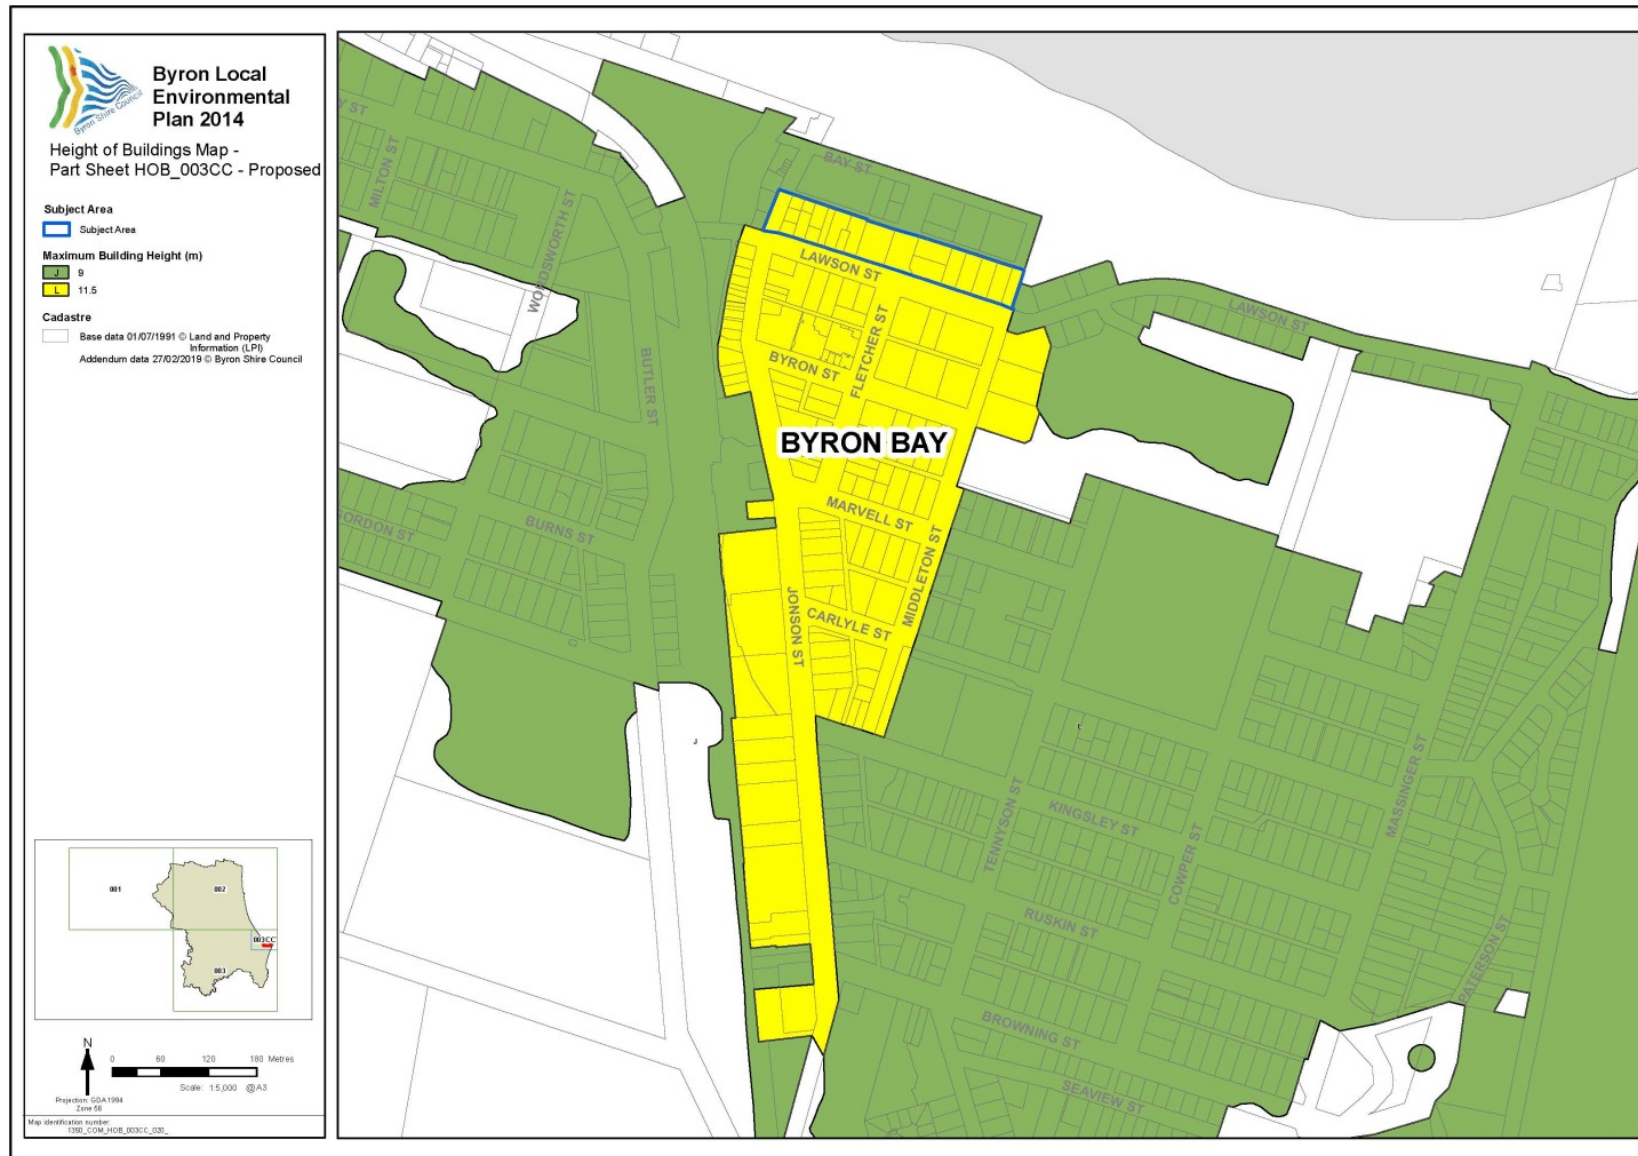 Byron Local
Environmental
Plan 2014
Byron Shire Council
Height of Buildings Map -
Part Sheet HOB_003CC - Proposed
Subject Area
Subject Area
Maximum Building Height (m)
J 9
L 11.5
Cadastre
Base data 01/07/1991 © Land and Property
Information (LPI)
Addendum data 27/02/2019 © Byron Shire Council
001
002
003CC
003
N
0 60 120 180 Metres
Scale: 1:5,000 @A3
Projection: GDA 1994
Zone 56
Map identification number:
1350_COM_HOB_003CC_020_
Y ST
MILTON ST
WORDSWORTH ST
BAY ST
LAWSON ST
LAWSON ST
BUTLER ST
BYRON ST
FLETCHER ST
BYRON BAY
GORDON ST
BURNS ST
MARVELL ST
MIDDLETON ST
JONSON ST
CARLYLE ST
J
L
TENNYSON ST
KINGSLEY ST
COWPER ST
MASSINGER ST
RUSKIN ST
PATERSON ST
BROWNING ST
SEAVIEW ST